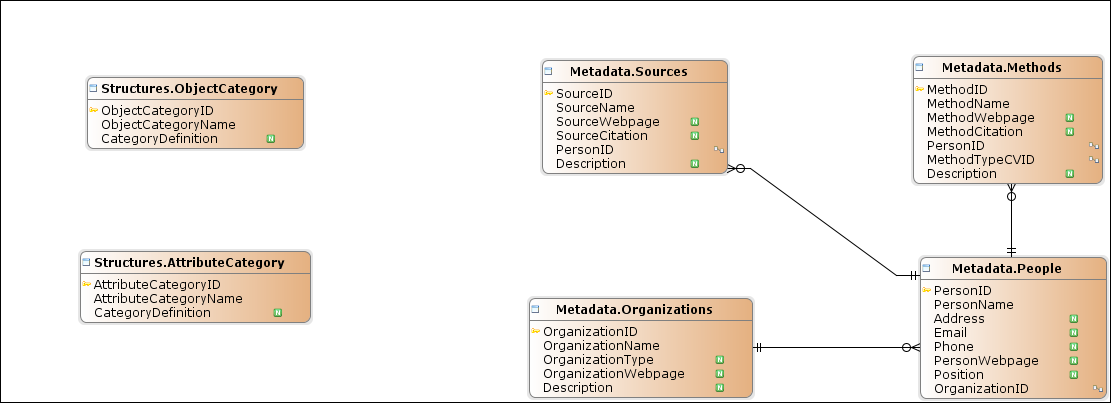 Structures.ObjectCategory
ObjectCategoryID
ObjectCategoryName
CategoryDefinition N
Structures.AttributeCategory
AttributeCategoryID
AttributeCategoryName
CategoryDefinition N
Metadata.Sources
SourceID
SourceName
SourceWebpage N
SourceCitation N
PersonID
Description N
Metadata.Organizations
OrganizationID
OrganizationName
OrganizationType N
OrganizationWebpage N
Description N
Metadata.Methods
MethodID
MethodName
MethodWebpage N
MethodCitation N
PersonID
MethodTypeCVID
Description N
Metadata.People
PersonID
PersonName
Address N
Email N
Phone N
PersonWebpage N
Position N
OrganizationID